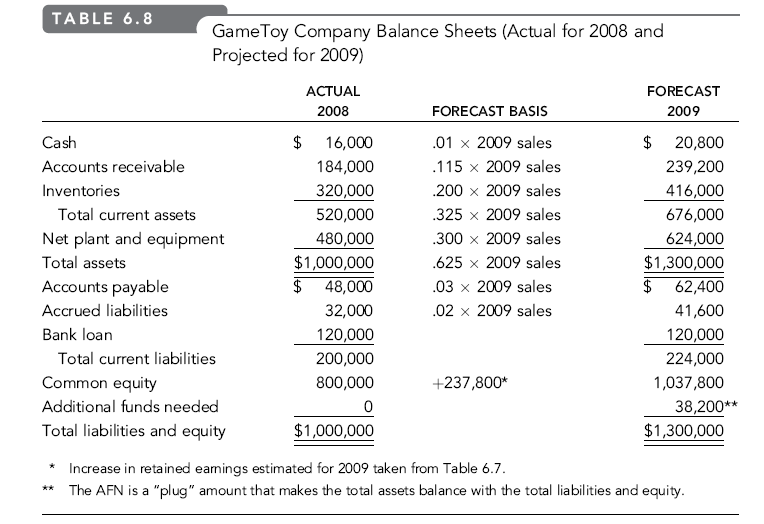 TABLE 6.8
GameToy Company Balance Sheets (Actual for 2008 and
Projected for 2009)
ACTUAL FORECAST
2008 FORECAST BASIS 2009
Cash $ 16,000 .01 × 2009 sales $ 20,800
Accounts receivable 184,000 .115 × 2009 sales 239,200
Inventories 320,000 .200 × 2009 sales 416,000
Total current assets 520,000 .325 × 2009 sales 676,000
Net plant and equipment 480,000 .300 × 2009 sales 624,000
Total assets $1,000,000 .625 × 2009 sales $1,300,000
Accounts payable $ 48,000 .03 × 2009 sales $ 62,400
Accrued liabilities 32,000 .02 × 2009 sales 41,600
Bank loan 120,000 120,000
Total current liabilities 200,000 224,000
Common equity 800,000 +237,800* 1,037,800
Additional funds needed 0 38,200**
Total liabilities and equity $1,000,000 $1,300,000
* Increase in retained earnings estimated for 2009 taken from Table 6.7.
** The AFN is a "plug" amount that makes the total assets balance with the total liabilities and equity.